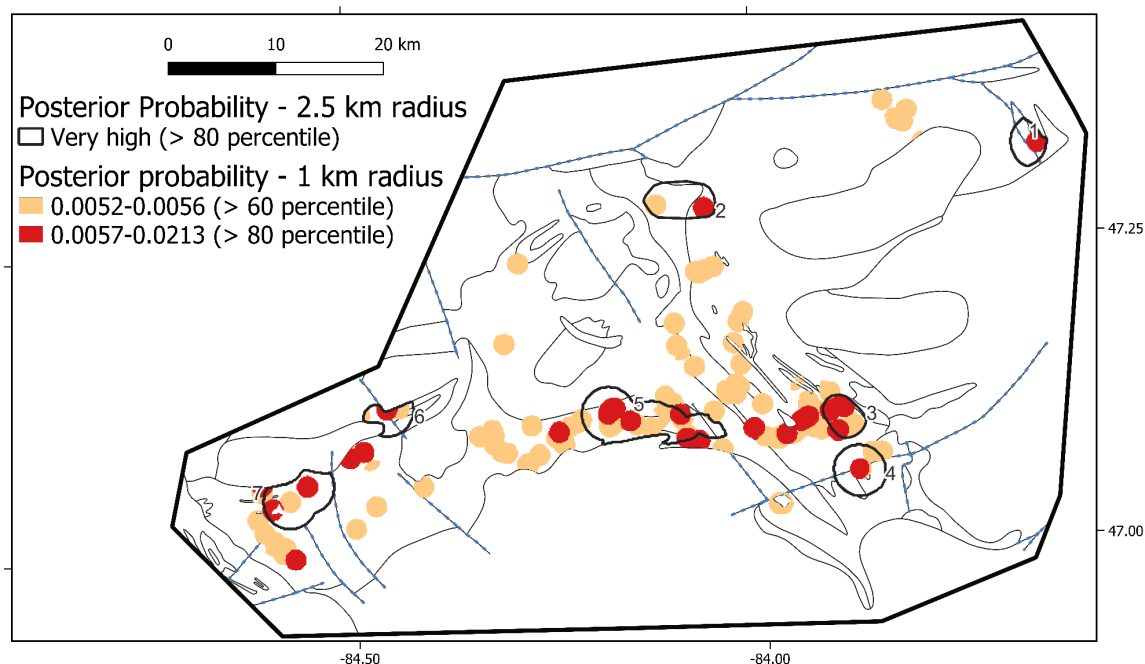 0 10 20 km
Posterior Probability - 2.5 km radius
Very high (> 80 percentile)
Posterior probability - 1 km radius
0.0052-0.0056 (> 60 percentile)
0.0057-0.0213 (> 80 percentile)
1
2
47.25
5
3
6
4
7
47.00
-84.50 -84.00